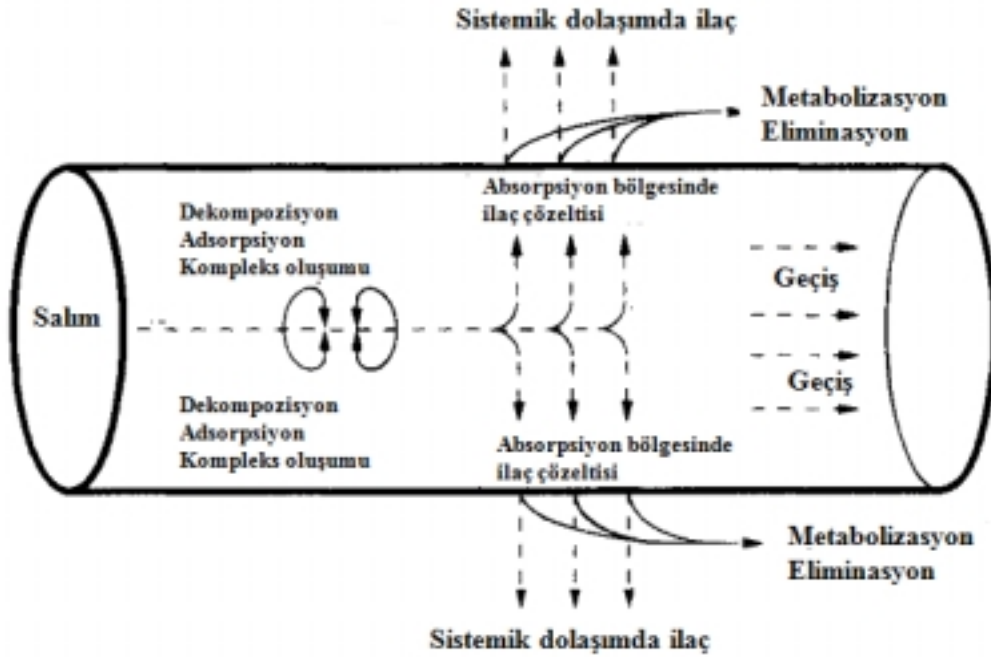 Sistemik dolaşımda ilaç
Metabolizasyon
Eliminasyon
Absorpsiyon bölgesinde
ilaç çözeltisi
Dekompozisyon
Adsorpsiyon
Kompleks oluşumu
Geçiş
Salım
Geçiş
Dekompozisyon
Adsorpsiyon
Kompleks oluşumu
Absorpsiyon bölgesinde
ilaç çözeltisi
Metabolizasyon
Eliminasyon
Sistemik dolaşımda ilaç